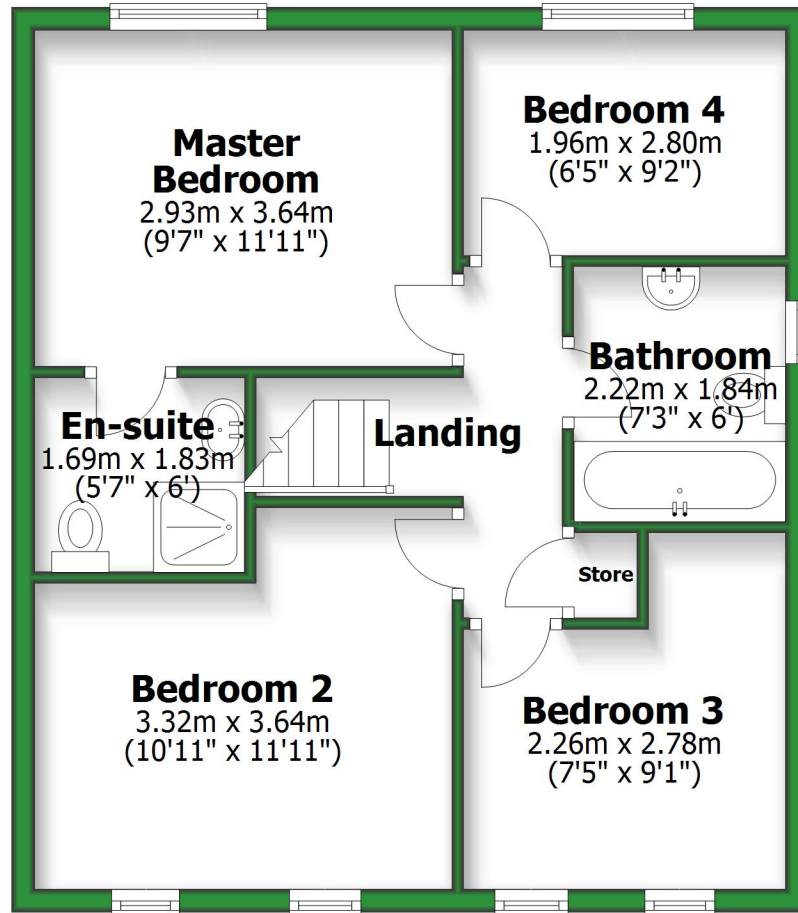 Master
Bedroom
2.93m x 3.64m
(9'7" x 11'11")
Bedroom 4
1.96m x 2.80m
(6'5" x 9'2")
Bathroom
2.22m x 1.84m
(7'3" x 6')
En-suite
1.69m x 1.83m
(5'7" x 6')
Landing
Store
Bedroom 2
3.32m x 3.64m
(10'11" x 11'11")
Bedroom 3
2.26m x 2.78m
(7'5" x 9'1")